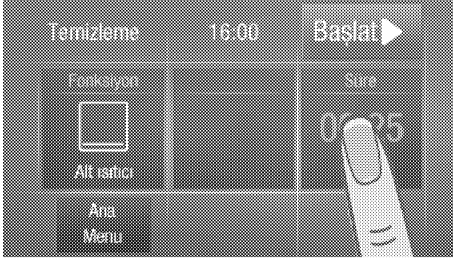 Temizleme 16:00 Başlat
Fonksiyon Süre
Alt ısıtıcı
Ana
Menü